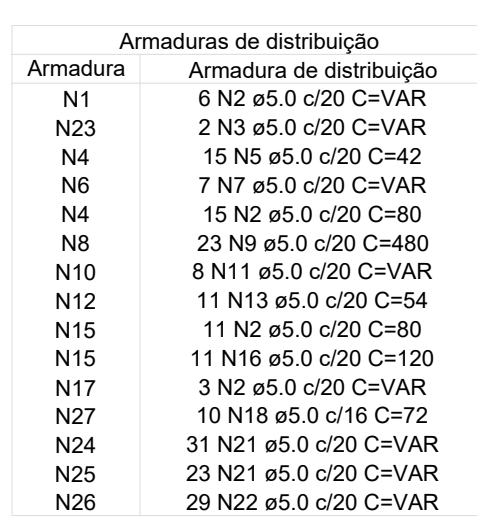 Armaduras de distribuição
Armadura Armadura de distribuição
N1 6 N2 ø5.0 c/20 C=VAR
N23 2 N3 ø5.0 c/20 C=VAR
N4 15 N5 ø5.0 c/20 C=42
N6 7 N7 ø5.0 c/20 C=VAR
N4 15 N2 ø5.0 c/20 C=80
N8 23 N9 ø5.0 c/20 C=480
N10 8 N11 ø5.0 c/20 C=VAR
N12 11 N13 ø5.0 c/20 C=54
N15 11 N2 ø5.0 c/20 C=80
N15 11 N16 ø5.0 c/20 C=120
N17 3 N2 ø5.0 c/20 C=VAR
N27 10 N18 ø5.0 c/16 C=72
N24 31 N21 ø5.0 c/20 C=VAR
N25 23 N21 ø5.0 c/20 C=VAR
N26 29 N22 ø5.0 c/20 C=VAR